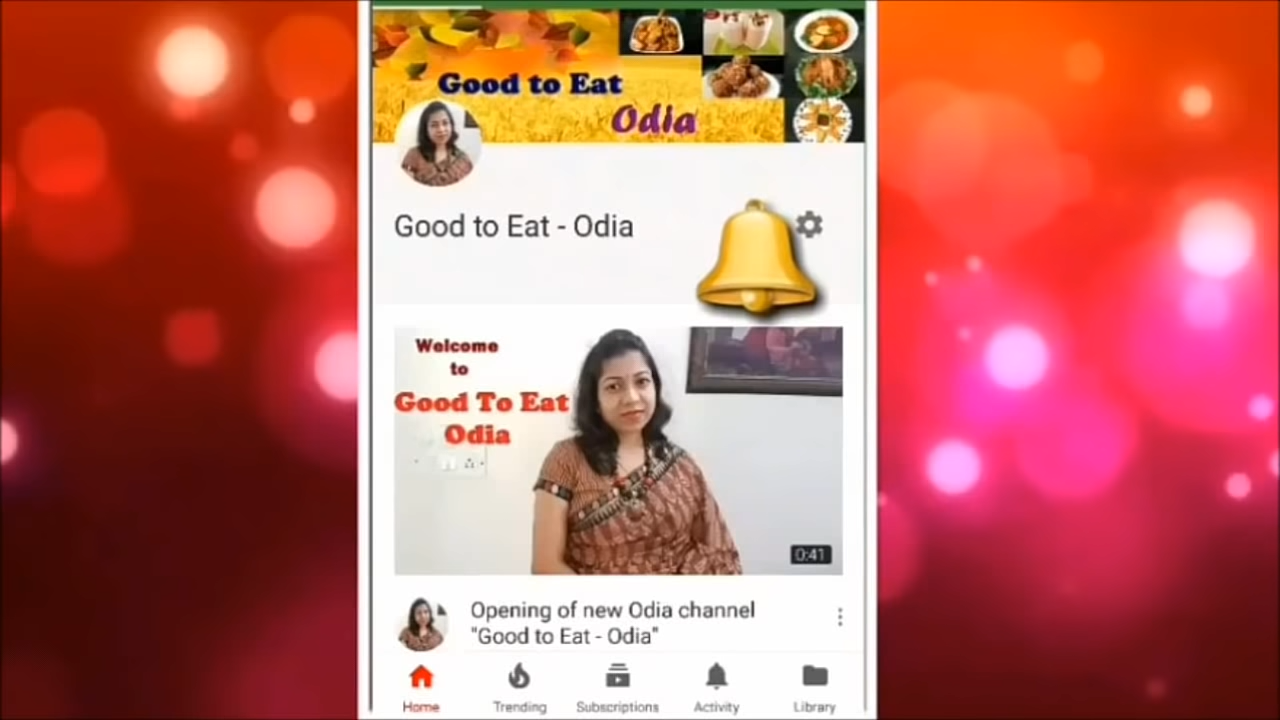 Good to Eat
Odia
Good to Eat - Odia
Welcome
to
Good To Eat
Odia
0:41
Opening of new Odia channel
"Good to Eat - Odia"
Home Trending Subscriptions Activity Library